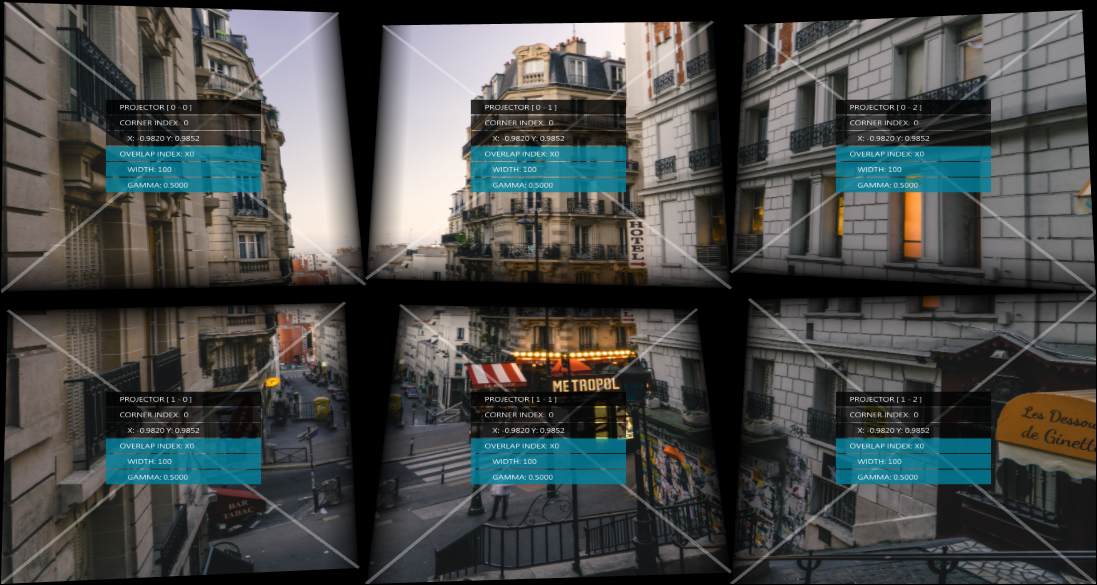 PROJECTOR [ 0 - 0 ]
CORNER INDEX: 0
X: -0.9820 Y: 0.9852
OVERLAP INDEX: X0
WIDTH: 100
GAMMA: 0.5000
PROJECTOR [ 0 - 1 ]
CORNER INDEX: 0
X: -0.9820 Y: 0.9852
OVERLAP INDEX: X0
WIDTH: 100
GAMMA: 0.5000
HOTEL
PROJECTOR [ 0 - 2 ]
CORNER INDEX: 0
X: -0.9820 Y: 0.9852
OVERLAP INDEX: X0
WIDTH: 100
GAMMA: 0.5000
PROJECTOR [ 1 - 0 ]
CORNER INDEX: 0
X: -0.9820 Y: 0.9852
OVERLAP INDEX: X0
WIDTH: 100
GAMMA: 0.5000
BAR
TABAC
METROPOL
PROJECTOR [ 1 - 1 ]
CORNER INDEX: 0
X: -0.9820 Y: 0.9852
OVERLAP INDEX: X0
WIDTH: 100
GAMMA: 0.5000
PROJECTOR [ 1 - 2 ]
CORNER INDEX: 0
X: -0.9820 Y: 0.9852
OVERLAP INDEX: X0
WIDTH: 100
GAMMA: 0.5000
Les Dessou
de Ginett